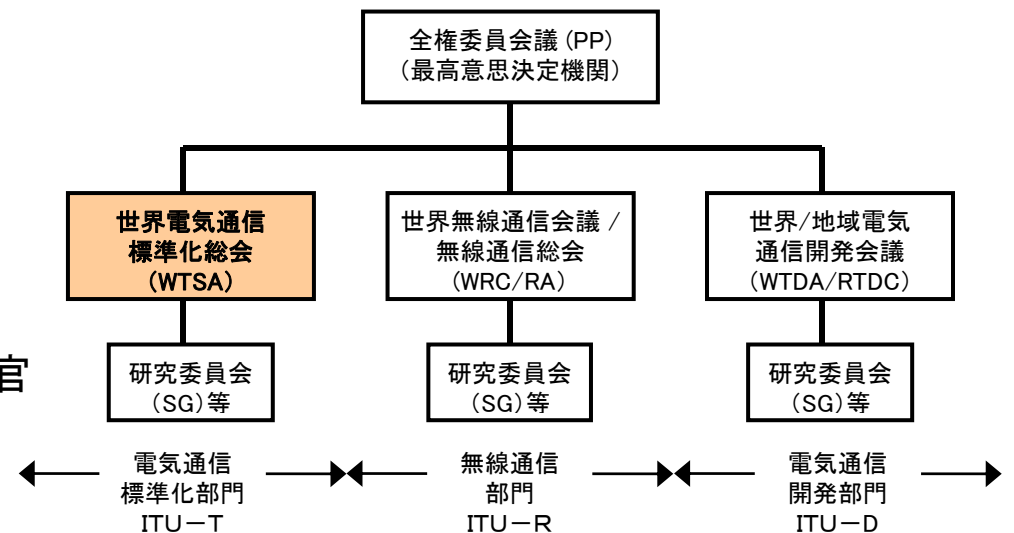 全権委員会議 (PP)
（最高意思決定機関）
世界電気通信
標準化総会
（WTSA）
世界無線通信会議 /
無線通信総会
（WRC/RA）
世界/地域電気
通信開発会議
（WTDA/RTDC）
官
研究委員会
（SG）等
研究委員会
（SG）等
研究委員会
（SG）等
電気通信
標準化部門
ITU－T
無線通信
部門
ITU－R
電気通信
開発部門
ITU－D